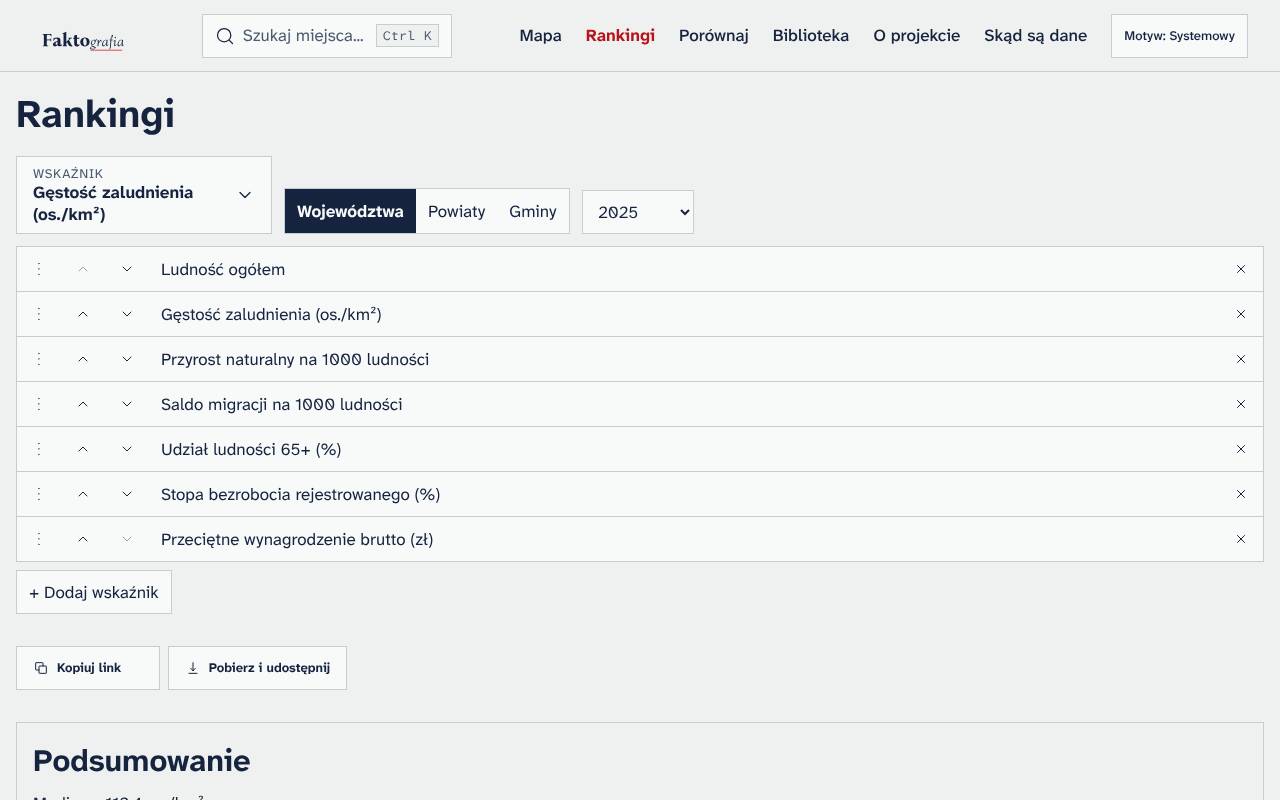 Faktografia
Szukaj miejsca... Ctrl K
Mapa
Rankingi
Porównaj
Biblioteka
O projekcie
Skąd są dane
Motyw: Systemowy
Rankingi
WSKAŹNIK
Gęstość zaludnienia
(os./km²)
Województwa
Powiaty
Gminy
2025
Ludność ogółem
Gęstość zaludnienia (os./km²)
Przyrost naturalny na 1000 ludności
Saldo migracji na 1000 ludności
Udział ludności 65+ (%)
Stopa bezrobocia rejestrowanego (%)
Przeciętne wynagrodzenie brutto (zł)
+ Dodaj wskaźnik
Kopiuj link
Pobierz i udostępnij
Podsumowanie